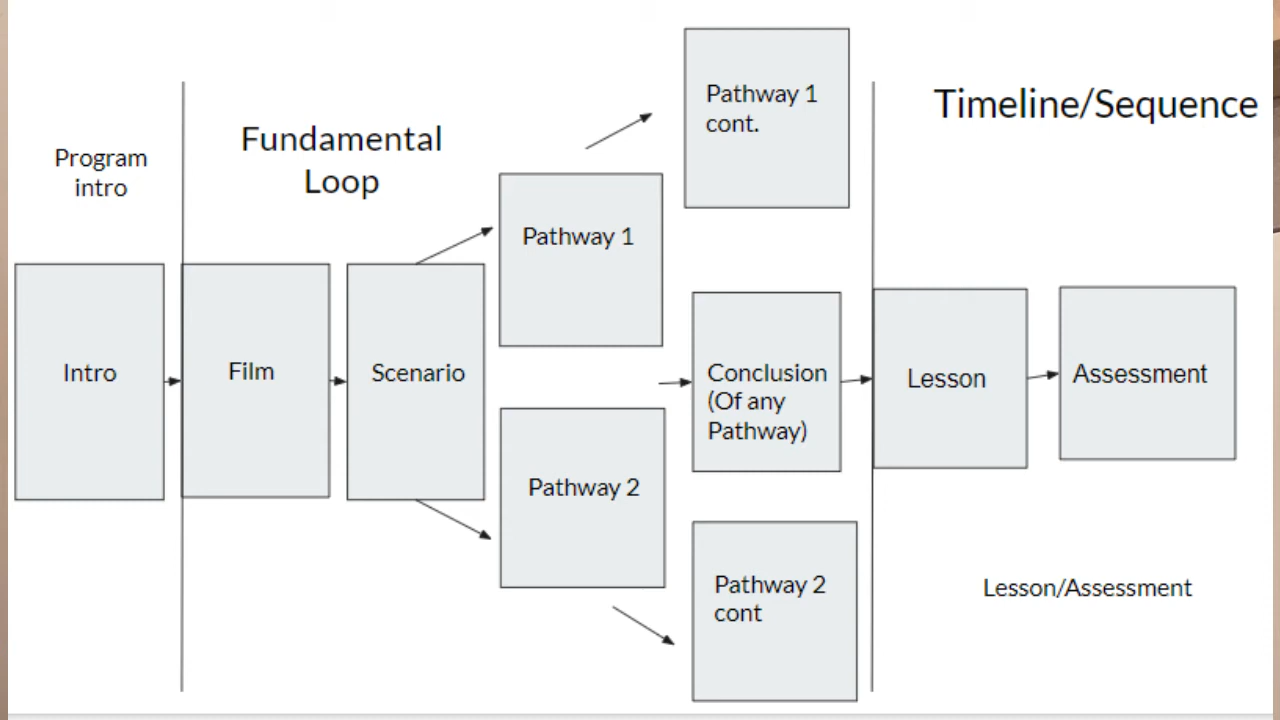 Timeline/Sequence
Program
intro
Fundamental
Loop
Intro
Film
Scenario
Pathway 1
Pathway 1
cont.
Pathway 2
Pathway 2
cont
Conclusion
(Of any
Pathway)
Lesson
Assessment
Lesson/Assessment